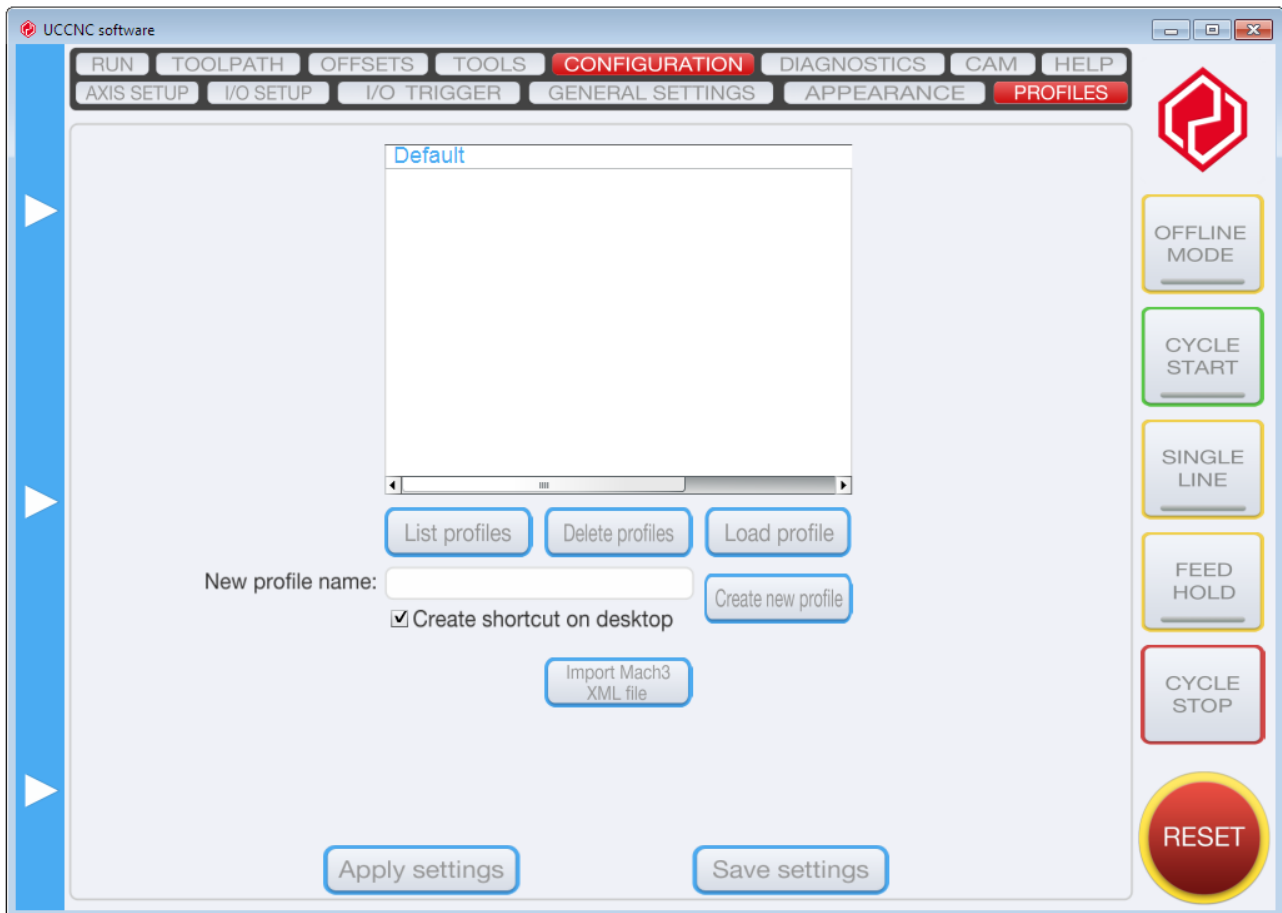 UCCNC software
RUN TOOLPATH OFFSETS TOOLS CONFIGURATION DIAGNOSTICS CAM HELP
AXIS SETUP I/O SETUP I/O TRIGGER GENERAL SETTINGS APPEARANCE PROFILES
Default
OFFLINE
MODE
CYCLE
START
SINGLE
LINE
List profiles Delete profiles Load profile
New profile name:
Create new profile
Create shortcut on desktop
FEED
HOLD
Import Mach3
XML file
CYCLE
STOP
RESET
Apply settings Save settings